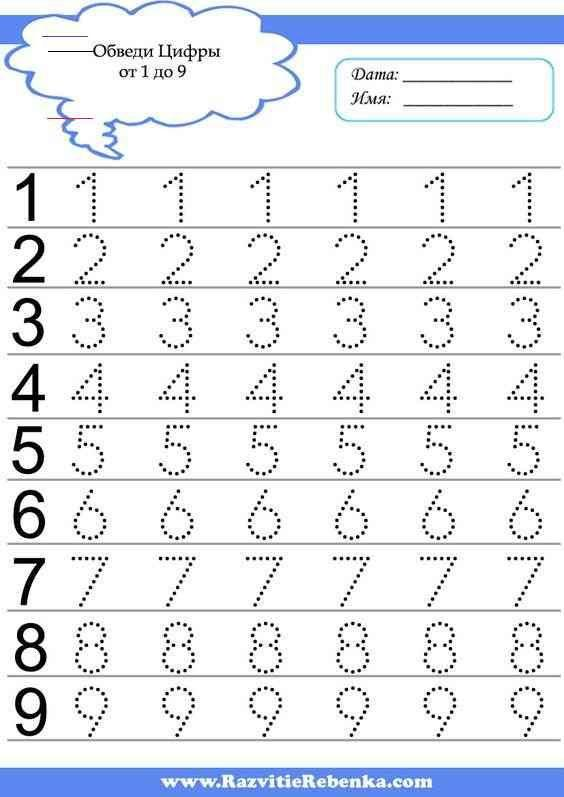 Обведи Цифры
от 1 до 9
Дата: ____________
Имя: ____________
1 1 1 1 1 1 1
2 2 2 2 2 2 2
3 3 3 3 3 3 3
4 4 4 4 4 4 4
5 5 5 5 5 5 5
6 6 6 6 6 6 6
7 7 7 7 7 7 7
8 8 8 8 8 8 8
9 9 9 9 9 9 9
www.RazvitieRebenka.com